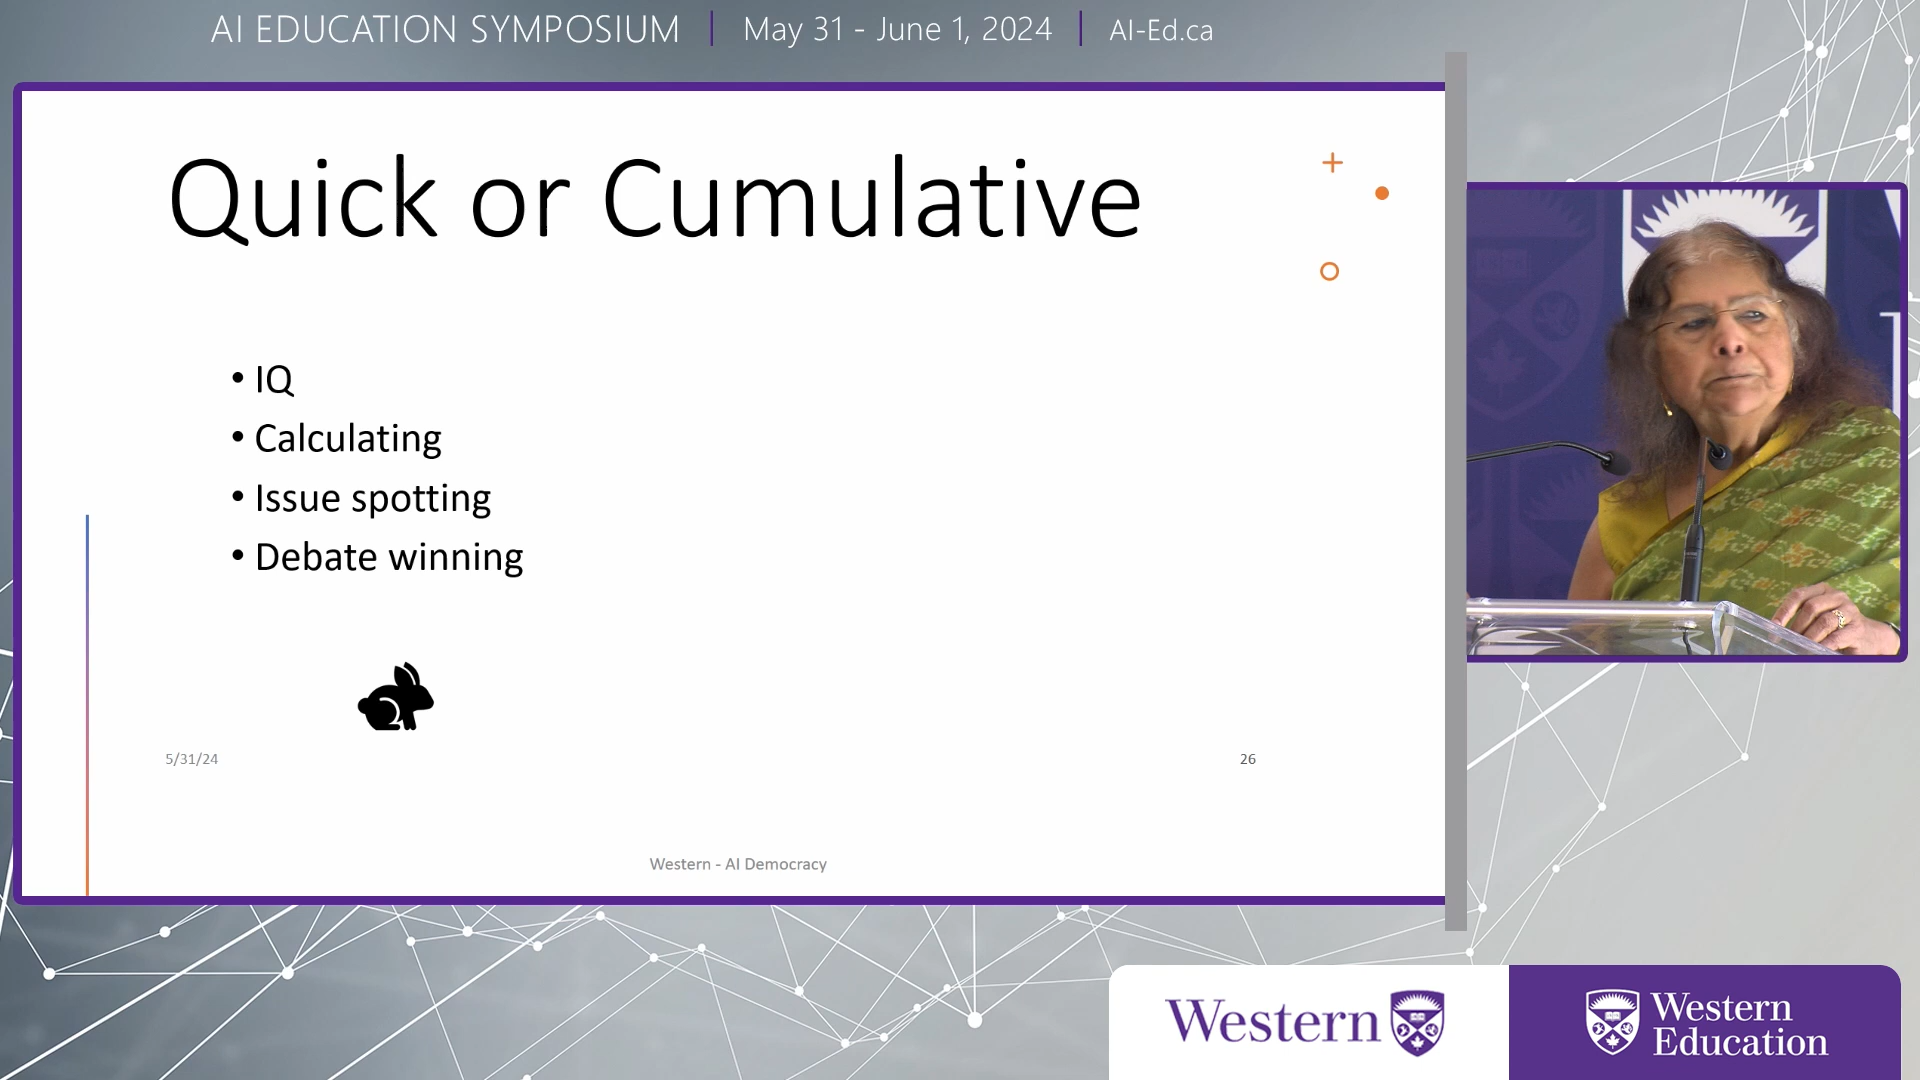 AI EDUCATION SYMPOSIUM | May 31 - June 1, 2024 | AI-Ed.ca
Quick or Cumulative
• IQ
• Calculating
• Issue spotting
• Debate winning
5/31/24
26
Western - AI Democracy
Western
Western
Education